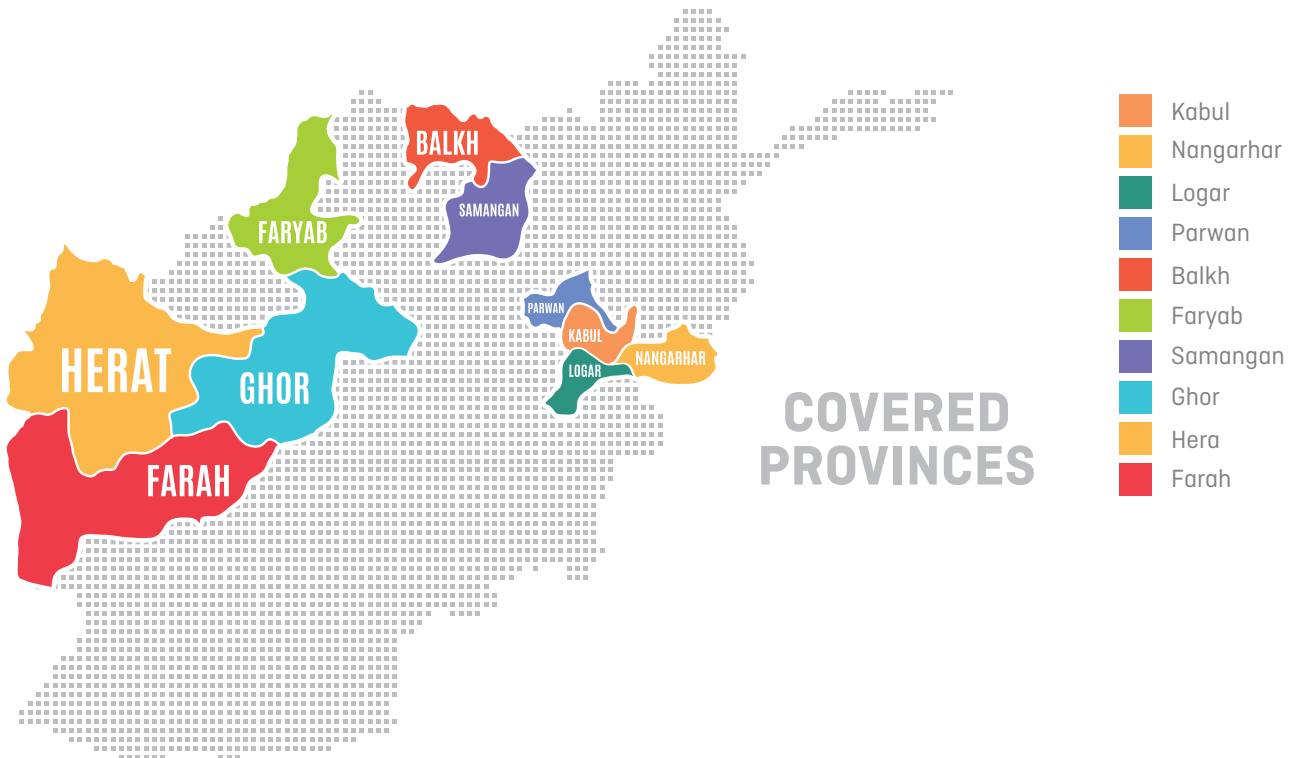 BALKH
SAMANGAN
FARYAB
HERAT
GHOR
FARAH
PARWAN
KABUL
LOGAR
NANGARHAR
COVERED
PROVINCES
Kabul
Nangarhar
Logar
Parwan
Balkh
Faryab
Samangan
Ghor
Hera
Farah